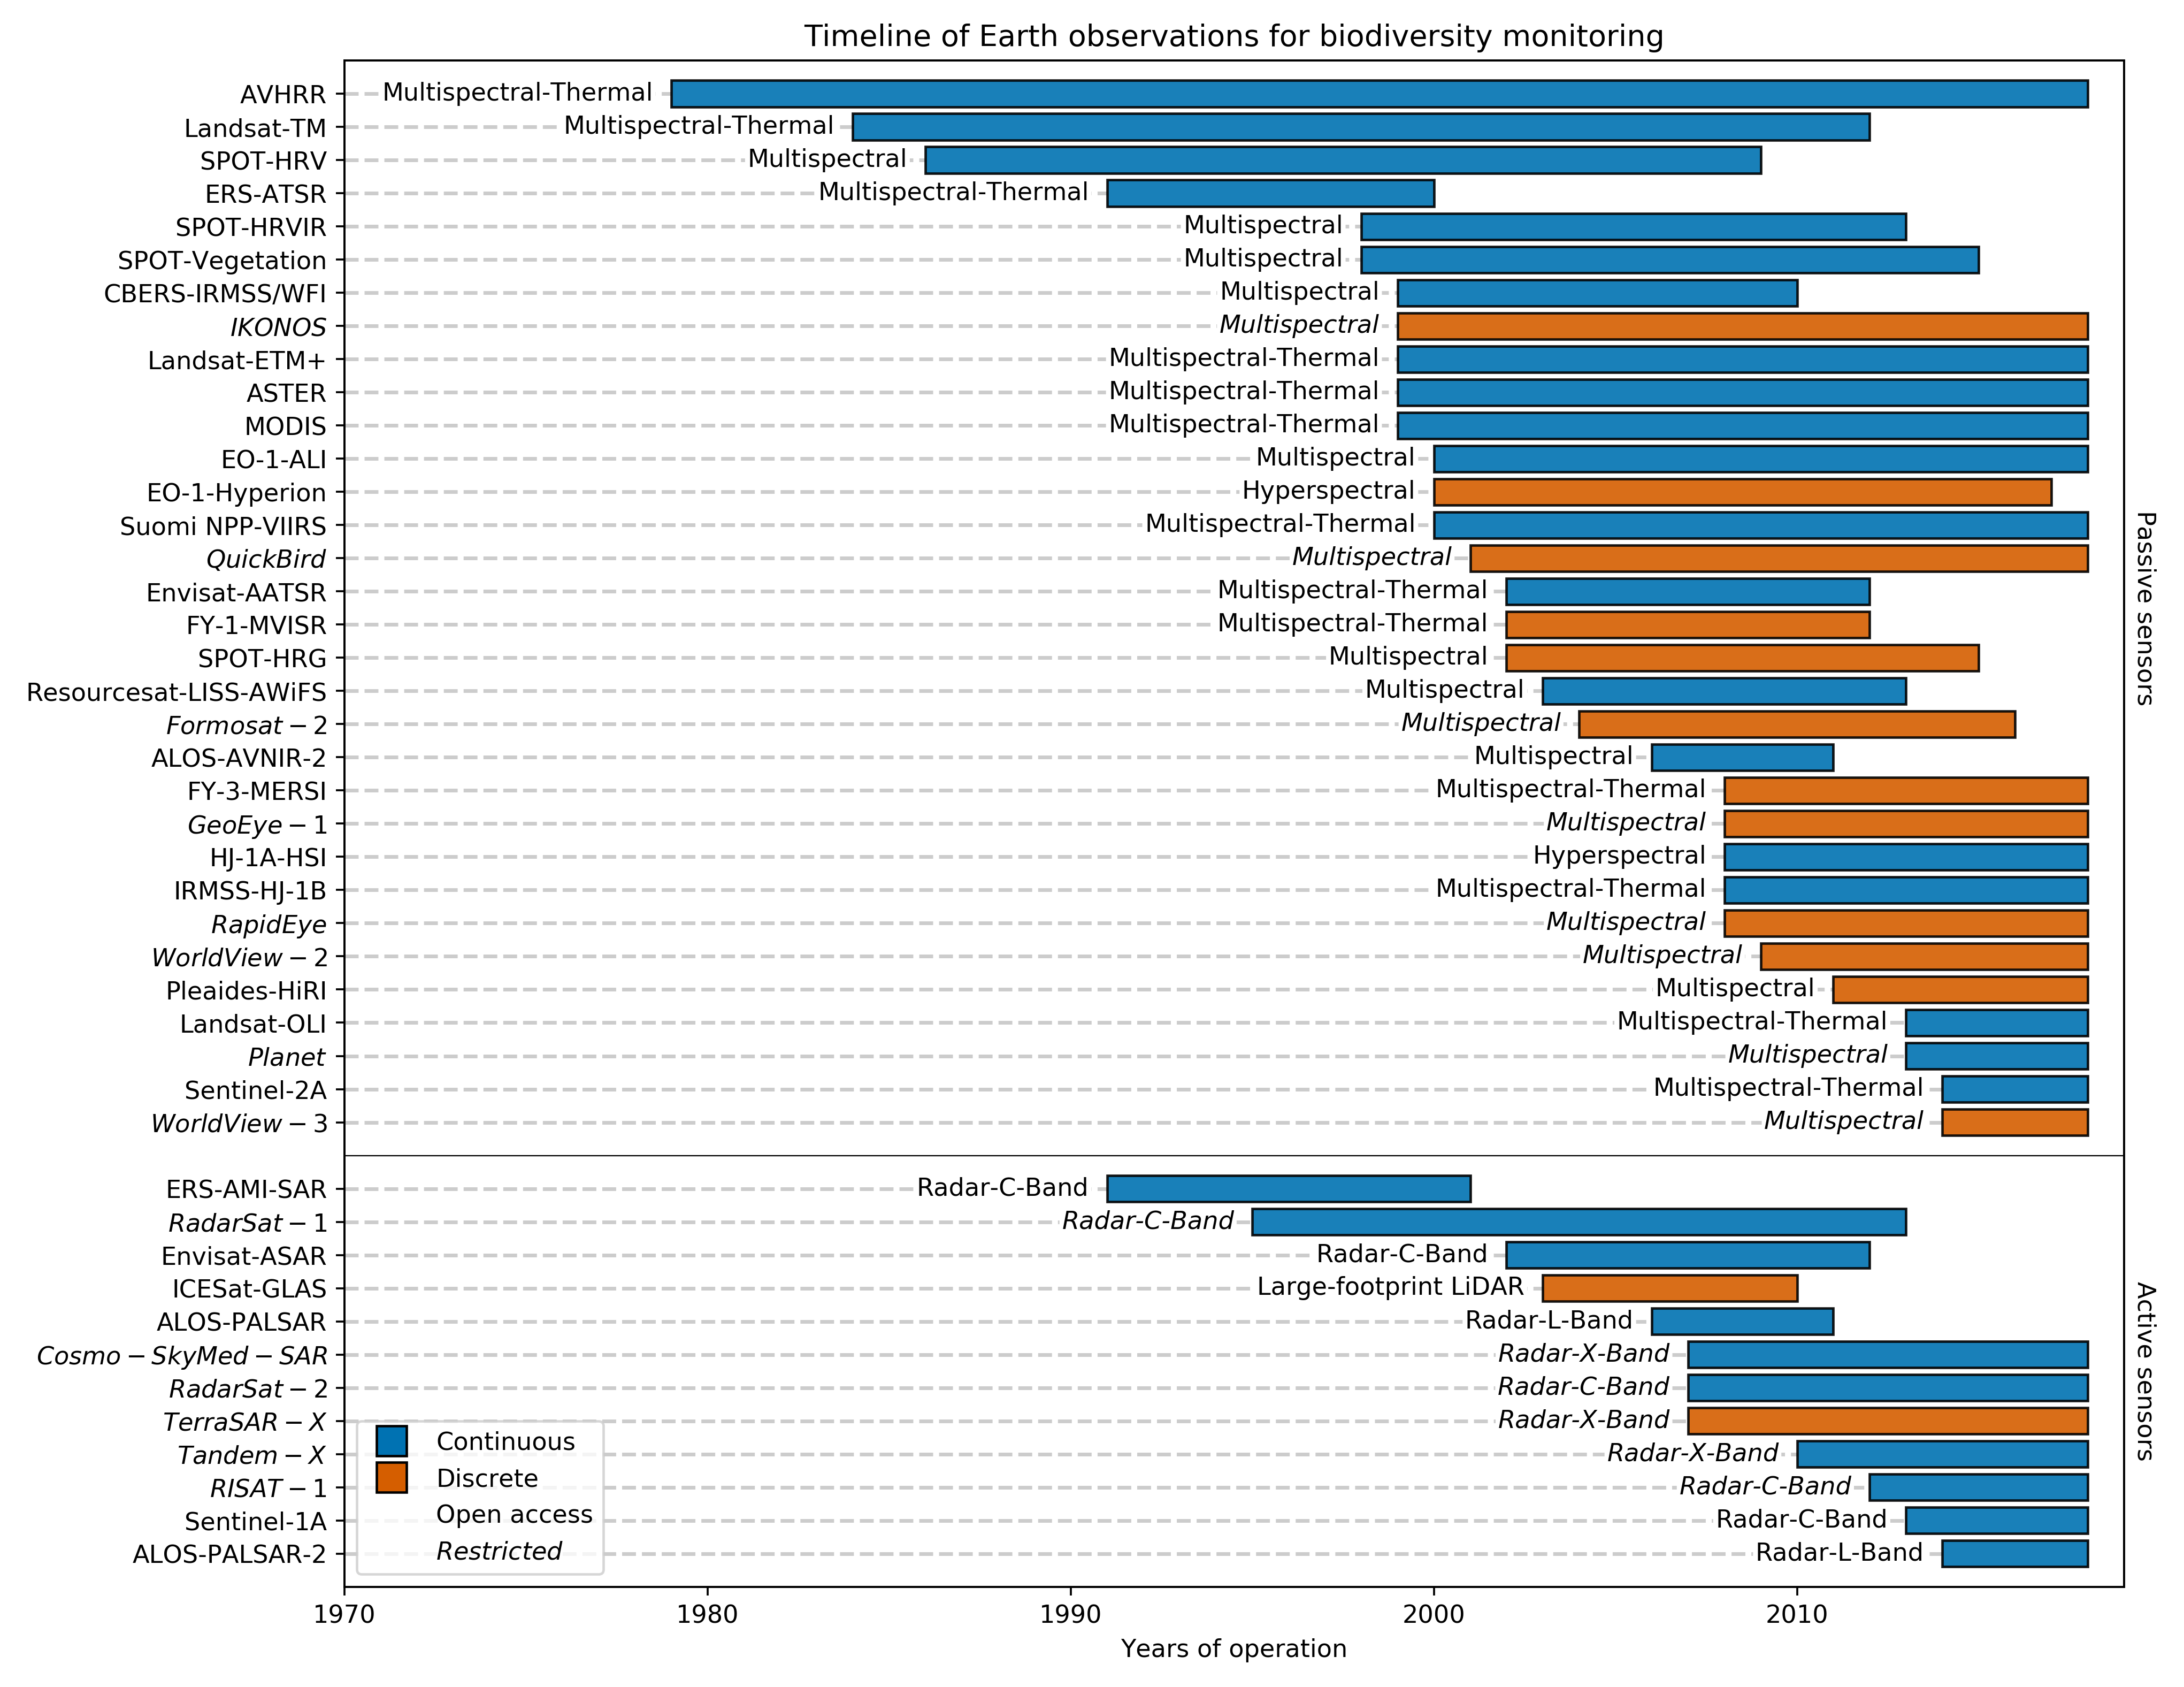 Timeline of Earth observations for biodiversity monitoring
AVHRR Multispectral-Thermal
Landsat-TM Multispectral-Thermal
SPOT-HRV Multispectral
ERS-ATSR Multispectral-Thermal
SPOT-HRVIR Multispectral
SPOT-Vegetation Multispectral
CBERS-IRMSS/WFI Multispectral
IKONOS Multispectral
Landsat-ETM+ Multispectral-Thermal
ASTER Multispectral-Thermal
MODIS Multispectral-Thermal
EO-1-ALI Multispectral
EO-1-Hyperion Hyperspectral
Suomi NPP-VIIRS Multispectral-Thermal
QuickBird Multispectral
Envisat-AATSR Multispectral-Thermal
FY-1-MVISR Multispectral-Thermal
SPOT-HRG Multispectral
Resourcesat-LISS-AWiFS Multispectral
Formosat − 2 Multispectral
ALOS-AVNIR-2 Multispectral
FY-3-MERSI Multispectral-Thermal
GeoEye − 1 Multispectral
HJ-1A-HSI Hyperspectral
IRMSS-HJ-1B Multispectral-Thermal
RapidEye Multispectral
WorldView − 2 Multispectral
Pleaides-HiRI Multispectral
Landsat-OLI Multispectral-Thermal
Planet Multispectral
Sentinel-2A Multispectral-Thermal
WorldView − 3 Multispectral
Passive sensors
ERS-AMI-SAR Radar-C-Band
RadarSat − 1 Radar-C-Band
Envisat-ASAR Radar-C-Band
ICESat-GLAS Large-footprint LiDAR
ALOS-PALSAR Radar-L-Band
Cosmo − SkyMed − SAR Radar-X-Band
RadarSat − 2 Radar-C-Band
TerraSAR − X Radar-X-Band
Tandem − X Radar-X-Band
RISAT − 1 Radar-C-Band
Sentinel-1A Radar-C-Band
ALOS-PALSAR-2 Radar-L-Band
Active sensors
Continuous
Discrete
Open access
Restricted
1970 1980 1990 2000 2010
Years of operation